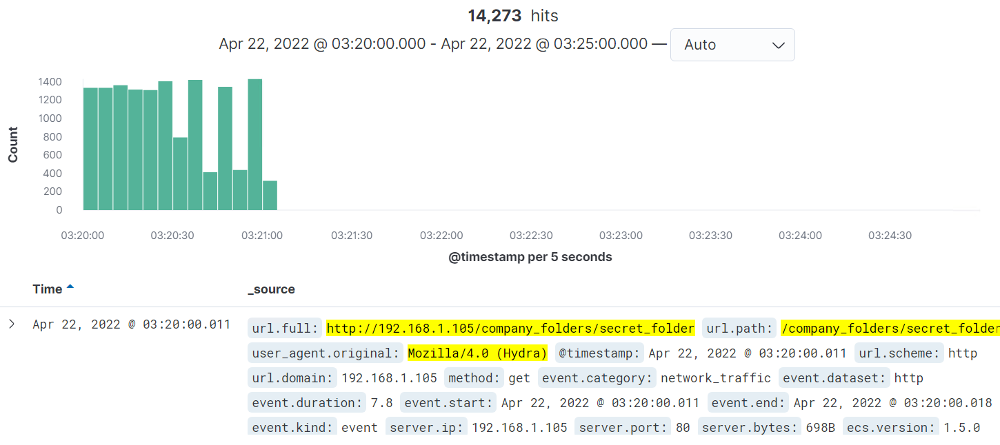 14,273 hits
Apr 22, 2022 @ 03:20:00.000 - Apr 22, 2022 @ 03:25:00.000 — Auto
1400
1200
1000
800
600
400
200
0
Count
03:20:00 03:20:30 03:21:00 03:21:30 03:22:00 03:22:30 03:23:00 03:23:30 03:24:00 03:24:30
@timestamp per 5 seconds
Time _source
Apr 22, 2022 @ 03:20:00.011 url.full: http://192.168.1.105/company_folders/secret_folder url.path: /company_folders/secret_folder
user_agent.original: Mozilla/4.0 (Hydra) @timestamp: Apr 22, 2022 @ 03:20:00.011 url.scheme: http
url.domain: 192.168.1.105 method: get event.category: network_traffic event.dataset: http
event.duration: 7.8 event.start: Apr 22, 2022 @ 03:20:00.011 event.end: Apr 22, 2022 @ 03:20:00.018
event.kind: event server.ip: 192.168.1.105 server.port: 80 server.bytes: 698B ecs.version: 1.5.0